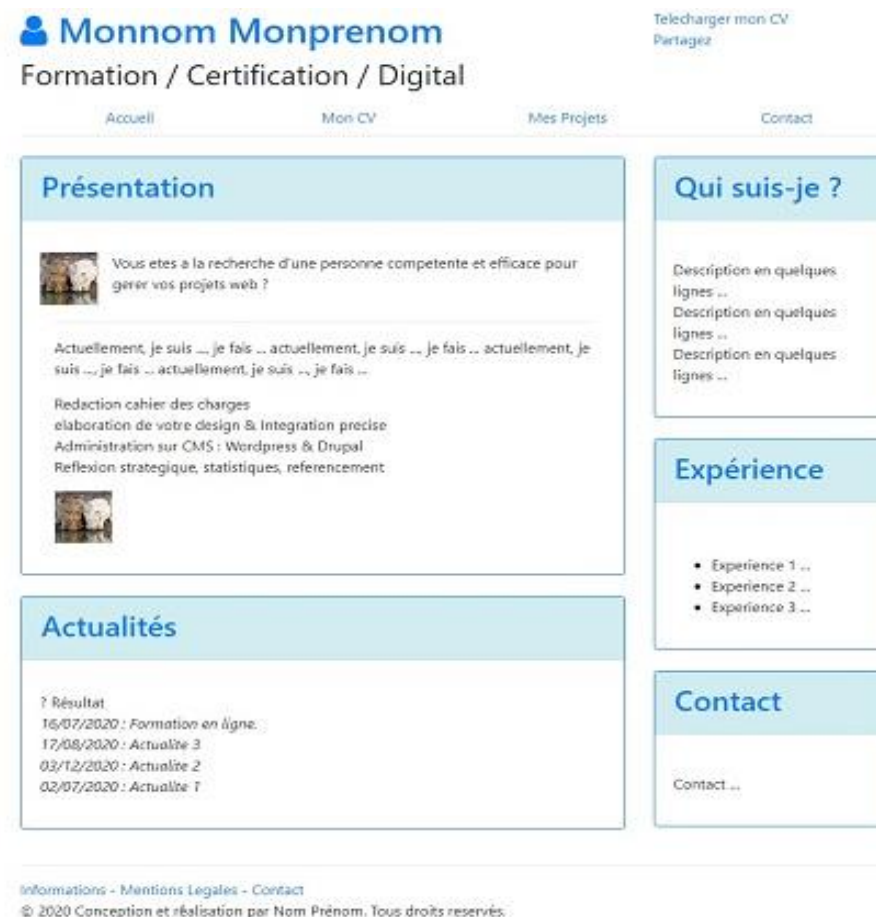 Monnom Monprenom
Telecharger mon CV
Partagez
Formation / Certification / Digital
Accueil
Mon CV
Mes Projets
Contact
Présentation
Vous etes a la recherche d'une personne competente et efficace pour
gerer vos projets web ?
Actuellement, je suis ..., je fais ... actuellement, je suis ..., je fais ... actuellement, je
suis ..., je fais ... actuellement, je suis ..., je fais ...
Redaction cahier des charges
elaboration de votre design & Integration precise
Administration sur CMS : Wordpress & Drupal
Reflexion strategique, statistiques, referencement
Actualités
? Résultat
16/07/2020 : Formation en ligne.
17/08/2020 : Actualite 3
03/12/2020 : Actualite 2
02/07/2020 : Actualite 1
Qui suis-je ?
Description en quelques
lignes ...
Description en quelques
lignes ...
Description en quelques
lignes ...
Expérience
Experience 1 ...
Experience 2 ...
Experience 3 ...
Contact
Contact ...
Informations - Mentions Legales - Contact
© 2020 Conception et réalisation par Nom Prénom. Tous droits reservés.